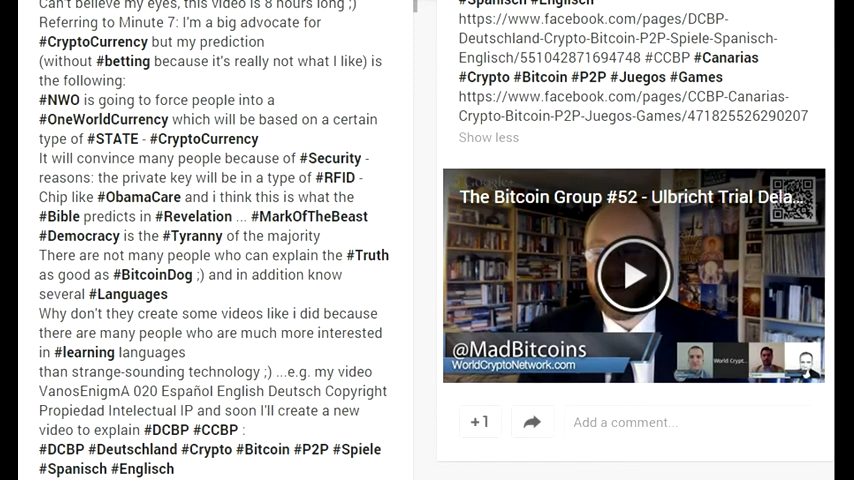 Can't believe my eyes, this video is 8 hours long ;)
Referring to Minute 7: I'm a big advocate for
#CryptoCurrency but my prediction
(without #betting because it's really not what I like) is
the following:
#NWO is going to force people into a
#OneWorldCurrency which will be based on a certain
type of #STATE - #CryptoCurrency
It will convince many people because of #Security -
reasons: the private key will be in a type of #RFID -
Chip like #ObamaCare and i think this is what the
#Bible predicts in #Revelation ... #MarkOfTheBeast
#Democracy is the #Tyranny of the majority
There are not many people who can explain the #Truth
as good as #BitcoinDog ;) and in addition know
several #Languages
Why don't they create some videos like i did because
there are many people who are much more interested
in #learning languages
than strange-sounding technology ;) ...e.g. my video
VanosEnigmA 020 Español English Deutsch Copyright
Propiedad Intelectual IP and soon I'll create a new
video to explain #DCBP #CCBP :
#DCBP #Deutschland #Crypto #Bitcoin #P2P #Spiele
#Spanisch #Englisch
#Spanisch #Englisch
https://www.facebook.com/pages/DCBP-
Deutschland-Crypto-Bitcoin-P2P-Spiele-Spanisch-
Englisch/551042871694748 #CCBP #Canarias
#Crypto #Bitcoin #P2P #Juegos #Games
https://www.facebook.com/pages/CCBP-Canarias-
Crypto-Bitcoin-P2P-Juegos-Games/471825526290207
Show less
The Bitcoin Group #52 - Ulbricht Trial Dela...
@MadBitcoins
WorldCryptoNetwork.com
World Crypt...
+1
Add a comment...